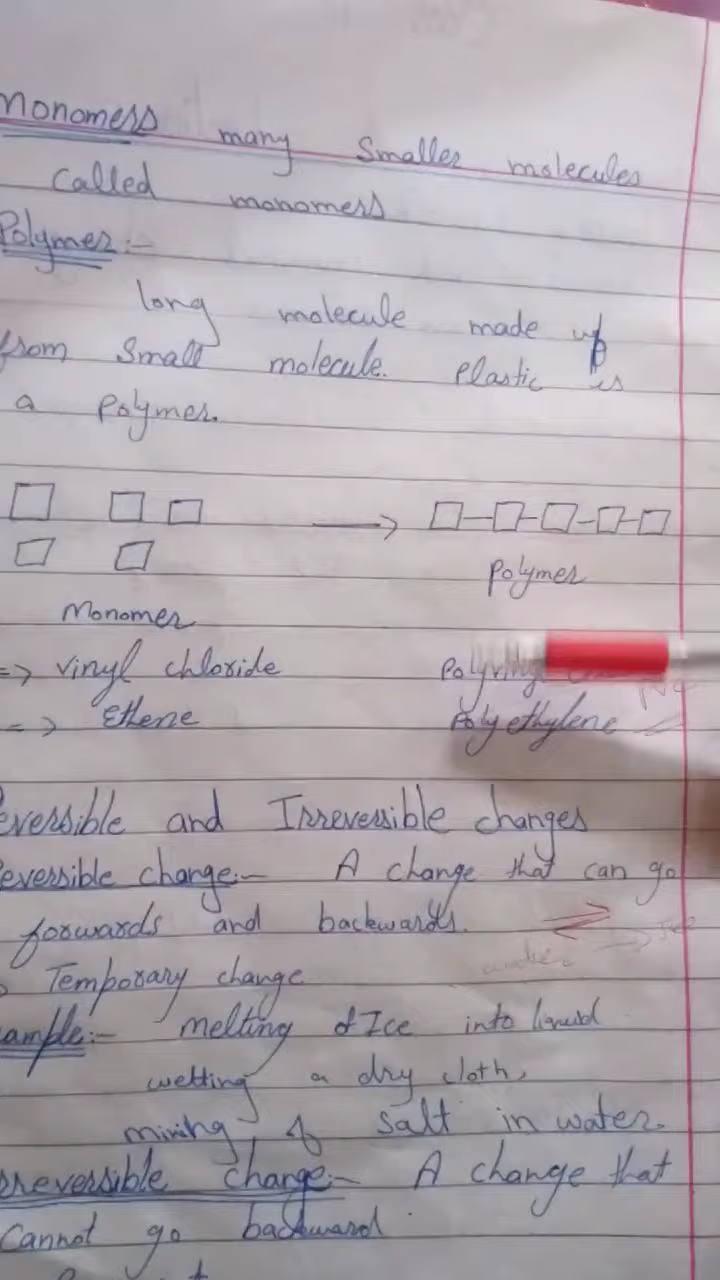 Monomers many Smaller molecules
Called monomers
Polymer:-
long molecule made up
from Small molecule. Plastic is
a Polymer.
Polymer
Monomer
=> vinyl chloride
=> Ethene Polyethylene
eversible and Irreversible changes
eversible change:- A change that can go
forwards and backwards.
Temporary change
ample:- melting of Ice into liquid
wetting a dry cloth,
mixing of salt in water.
rreversible change:- A change that
Cannot go backward